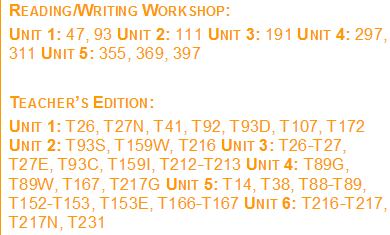 READING/WRITING WORKSHOP:
UNIT 1: 47, 93 UNIT 2: 111 UNIT 3: 191 UNIT 4: 297,
311 UNIT 5: 355, 369, 397
TEACHER'S EDITION:
UNIT 1: T26, T27N, T41, T92, T93D, T107, T172
UNIT 2: T93S, T159W, T216 UNIT 3: T26-T27,
T27E, T93C, T159I, T212-T213 UNIT 4: T89G,
T89W, T167, T217G UNIT 5: T14, T38, T88-T89,
T152-T153, T153E, T166-T167 UNIT 6: T216-T217,
T217N, T231